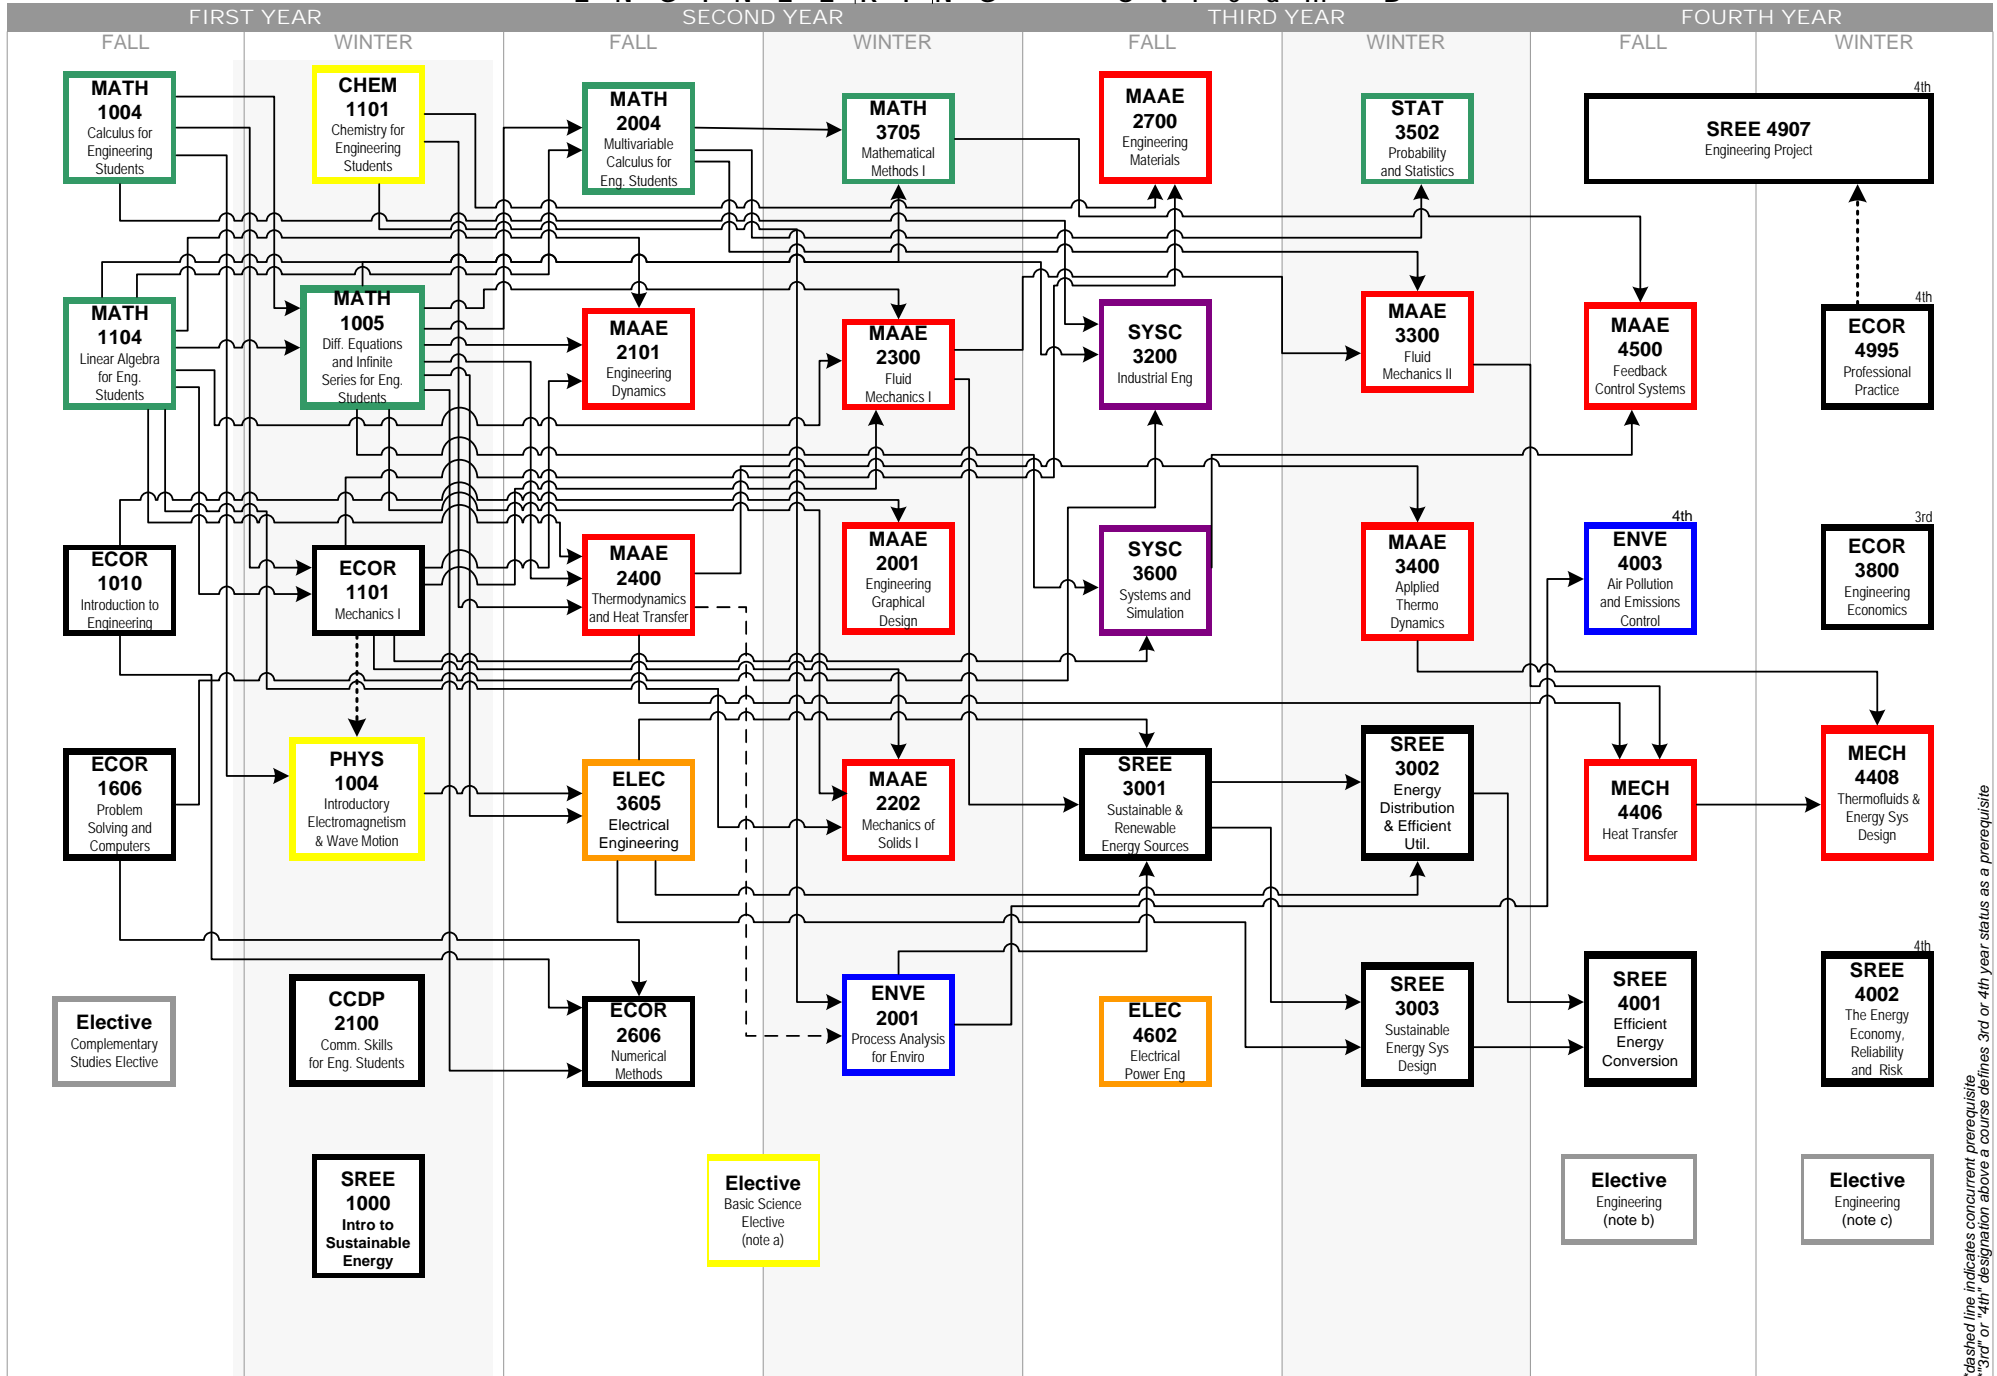 FIRST YEAR
SECOND YEAR
THIRD YEAR
FOURTH YEAR
FALL
WINTER
FALL
WINTER
FALL
WINTER
FALL
WINTER
MATH
1004
Calculus for
Engineering
Students
CHEM
1101
Chemistry for
Engineering
Students
MATH
2004
Multivariable
Calculus for
Eng. Students
MATH
3705
Mathematical
Methods I
MAAE
2700
Engineering
Materials
STAT
3502
Probability
and Statistics
4th
SREE 4907
Engineering Project
MATH
1104
Linear Algebra
for Eng.
Students
MATH
1005
Diff. Equations
and Infinite
Series for Eng.
Students
MAAE
2101
Engineering
Dynamics
MAAE
2300
Fluid
Mechanics I
SYSC
3200
Industrial Eng
MAAE
3300
Fluid
Mechanics II
MAAE
4500
Feedback
Control Systems
4th
ECOR
4995
Professional
Practice
ECOR
1010
Introduction to
Engineering
ECOR
1101
Mechanics I
MAAE
2400
Thermodynamics
and Heat Transfer
MAAE
2001
Engineering
Graphical
Design
SYSC
3600
Systems and
Simulation
MAAE
3400
Aplplied
Thermo
Dynamics
4th
ENVE
4003
Air Pollution
and Emissions
Control
3rd
ECOR
3800
Engineering
Economics
ECOR
1606
Problem
Solving and
Computers
PHYS
1004
Introductory
Electromagnetism
& Wave Motion
ELEC
3605
Electrical
Engineering
MAAE
2202
Mechanics of
Solids I
SREE
3001
Sustainable &
Renewable
Energy Sources
SREE
3002
Energy
Distribution
& Efficient
Util.
MECH
4406
Heat Transfer
MECH
4408
Thermofluids &
Energy Sys
Design
Elective
Complementary
Studies Elective
CCDP
2100
Comm. Skills
for Eng. Students
ECOR
2606
Numerical
Methods
ENVE
2001
Process Analysis
for Enviro
ELEC
4602
Electrical
Power Eng
SREE
3003
Sustainable
Energy Sys
Design
SREE
4001
Efficient
Energy
Conversion
4th
SREE
4002
The Energy
Economy,
Reliability
and Risk
SREE
1000
Intro to
Sustainable
Energy
Elective
Basic Science
Elective
(note a)
Elective
Engineering
(note b)
Elective
Engineering
(note c)
*dashed line indicates concurrent prerequisite
**"3rd" or "4th" designation above a course defines 3rd or 4th year status as a prerequisite